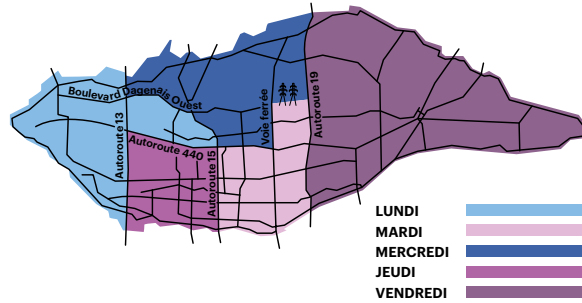 Boulevard Dagenais Ouest
Autoroute 13
Autoroute 440
Autoroute 15
Voie ferrée
Autoroute 19
LUNDI
MARDI
MERCREDI
JEUDI
VENDREDI